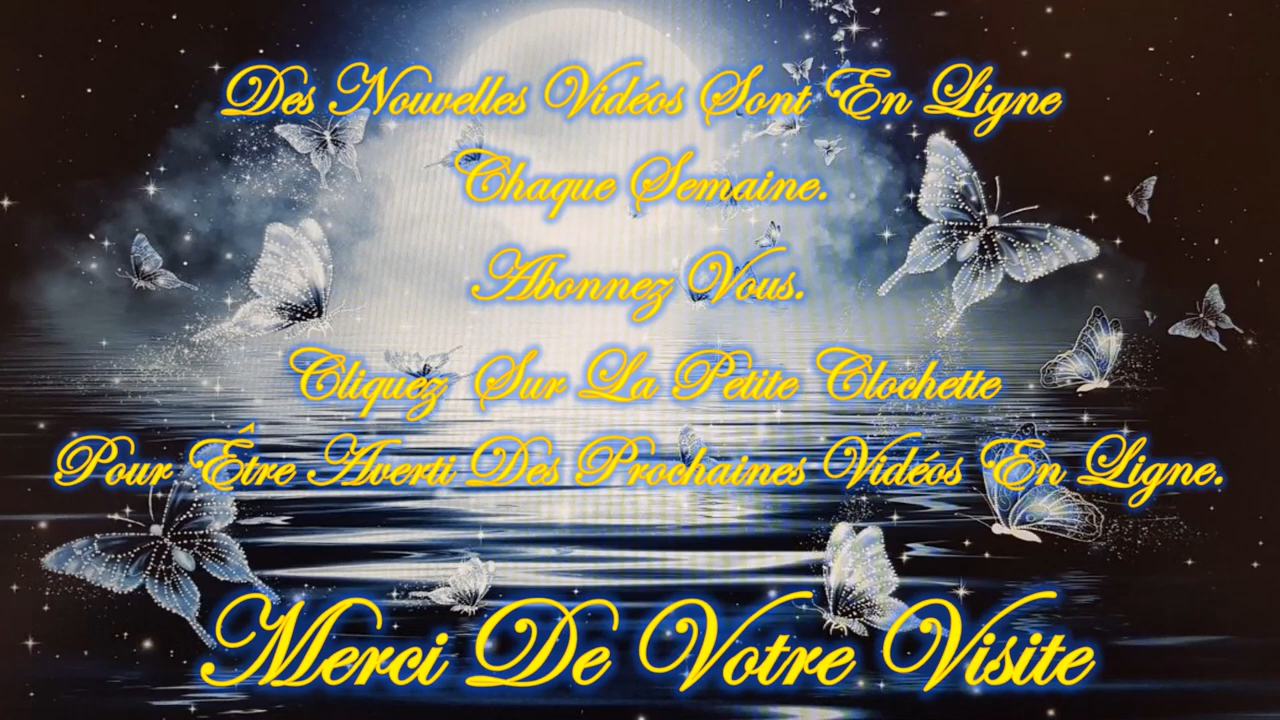 Des Nouvelles Vidéos Sont En Ligne
Chaque Semaine.
Abonnez Vous.
Cliquez Sur La Petite Clochette
Pour Être Averti Des Prochaines Vidéos En Ligne.
Merci De Votre Visite